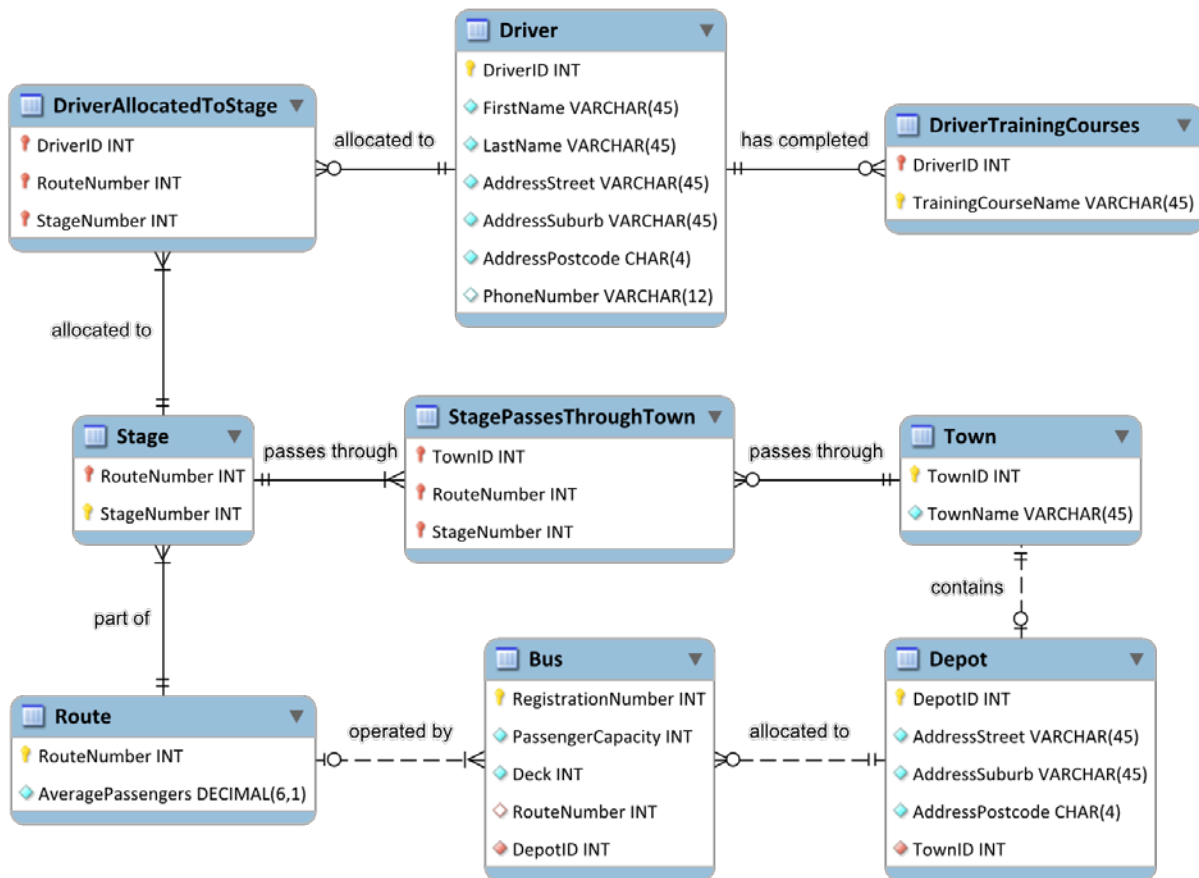 Driver
DriverID INT
FirstName VARCHAR(45)
LastName VARCHAR(45)
AddressStreet VARCHAR(45)
AddressSuburb VARCHAR(45)
AddressPostcode CHAR(4)
PhoneNumber VARCHAR(12)
DriverAllocatedToStage
DriverID INT
RouteNumber INT
StageNumber INT
allocated to
has completed
DriverTrainingCourses
DriverID INT
TrainingCourseName VARCHAR(45)
allocated to
Stage
RouteNumber INT
StageNumber INT
passes through
StagePassesThroughTown
TownID INT
RouteNumber INT
StageNumber INT
passes through
Town
TownID INT
TownName VARCHAR(45)
part of
contains
Route
RouteNumber INT
AveragePassengers DECIMAL(6,1)
operated by
Bus
RegistrationNumber INT
PassengerCapacity INT
Deck INT
RouteNumber INT
DepotID INT
allocated to
Depot
DepotID INT
AddressStreet VARCHAR(45)
AddressSuburb VARCHAR(45)
AddressPostcode CHAR(4)
TownID INT